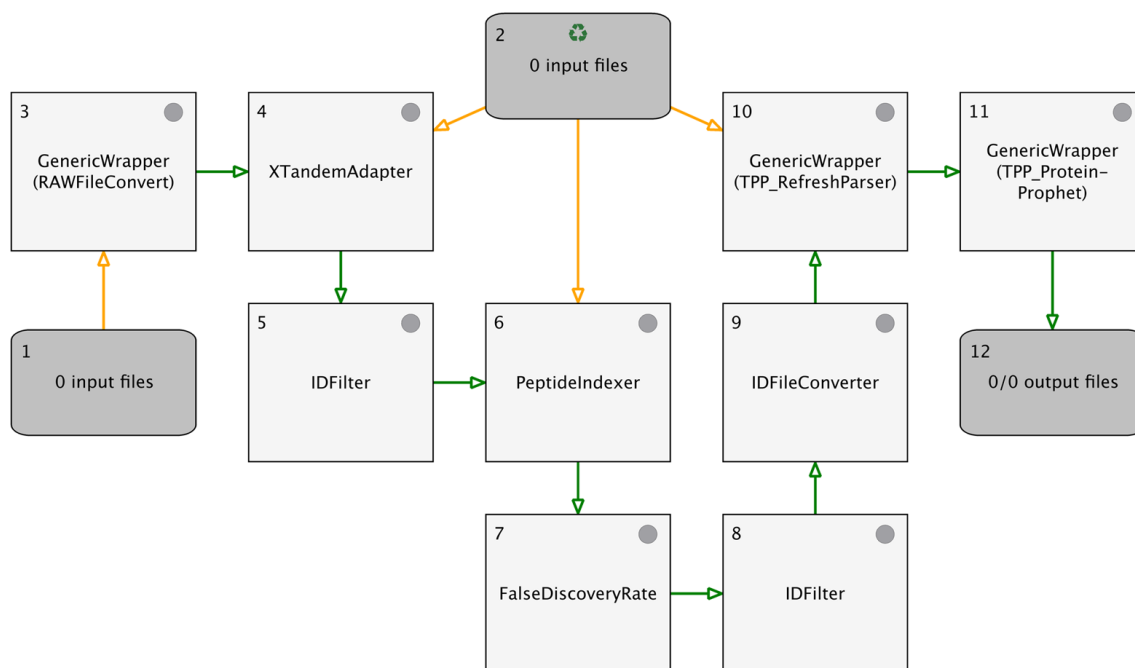 2
0 input files
3
GenericWrapper
(RAWFileConvert)
4
XTandemAdapter
10
GenericWrapper
(TPP_RefreshParser)
11
GenericWrapper
(TPP_Protein-
Prophet)
1
0 input files
5
IDFilter
6
PeptideIndexer
9
IDFileConverter
12
0/0 output files
7
FalseDiscoveryRate
8
IDFilter